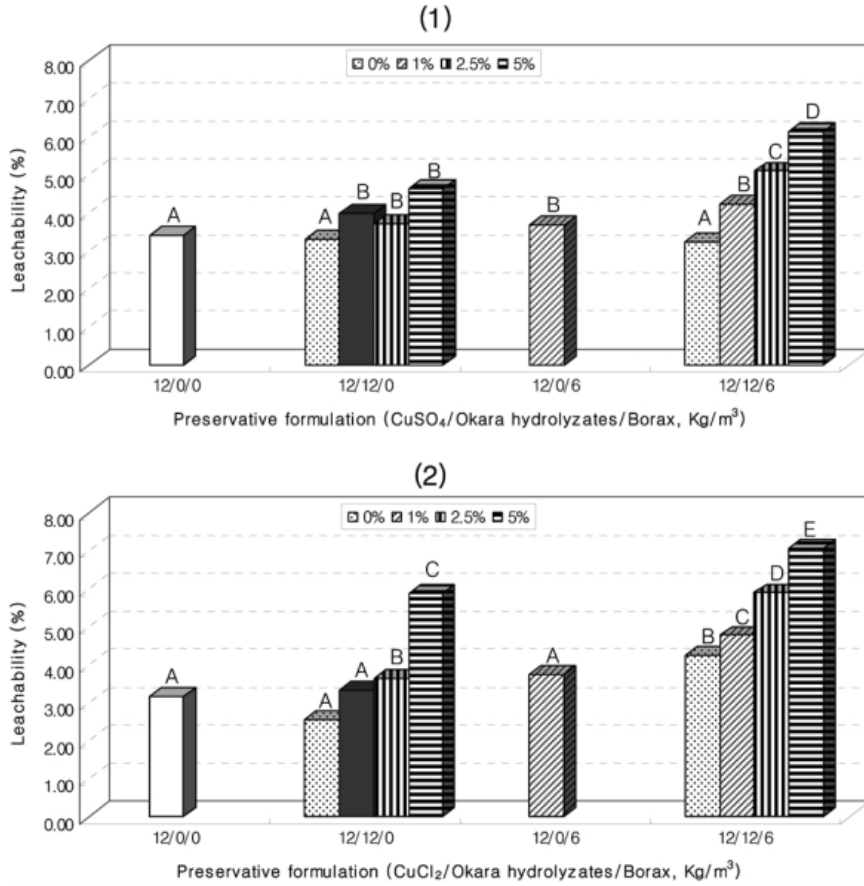 (1)
8.00
7.00
6.00
5.00
4.00
3.00
2.00
1.00
0.00
Leachability (%)
0% 1% 2.5% 5%
A
A B B B
B
A B C D
12/0/0 12/12/0 12/0/6 12/12/6
Preservative formulation (CuSO₄/Okara hydrolyzates/Borax, Kg/m³)
(2)
8.00
7.00
6.00
5.00
4.00
3.00
2.00
1.00
0.00
Leachability (%)
0% 1% 2.5% 5%
A
A A B C
A
B C D E
12/0/0 12/12/0 12/0/6 12/12/6
Preservative formulation (CuCl₂/Okara hydrolyzates/Borax, Kg/m³)